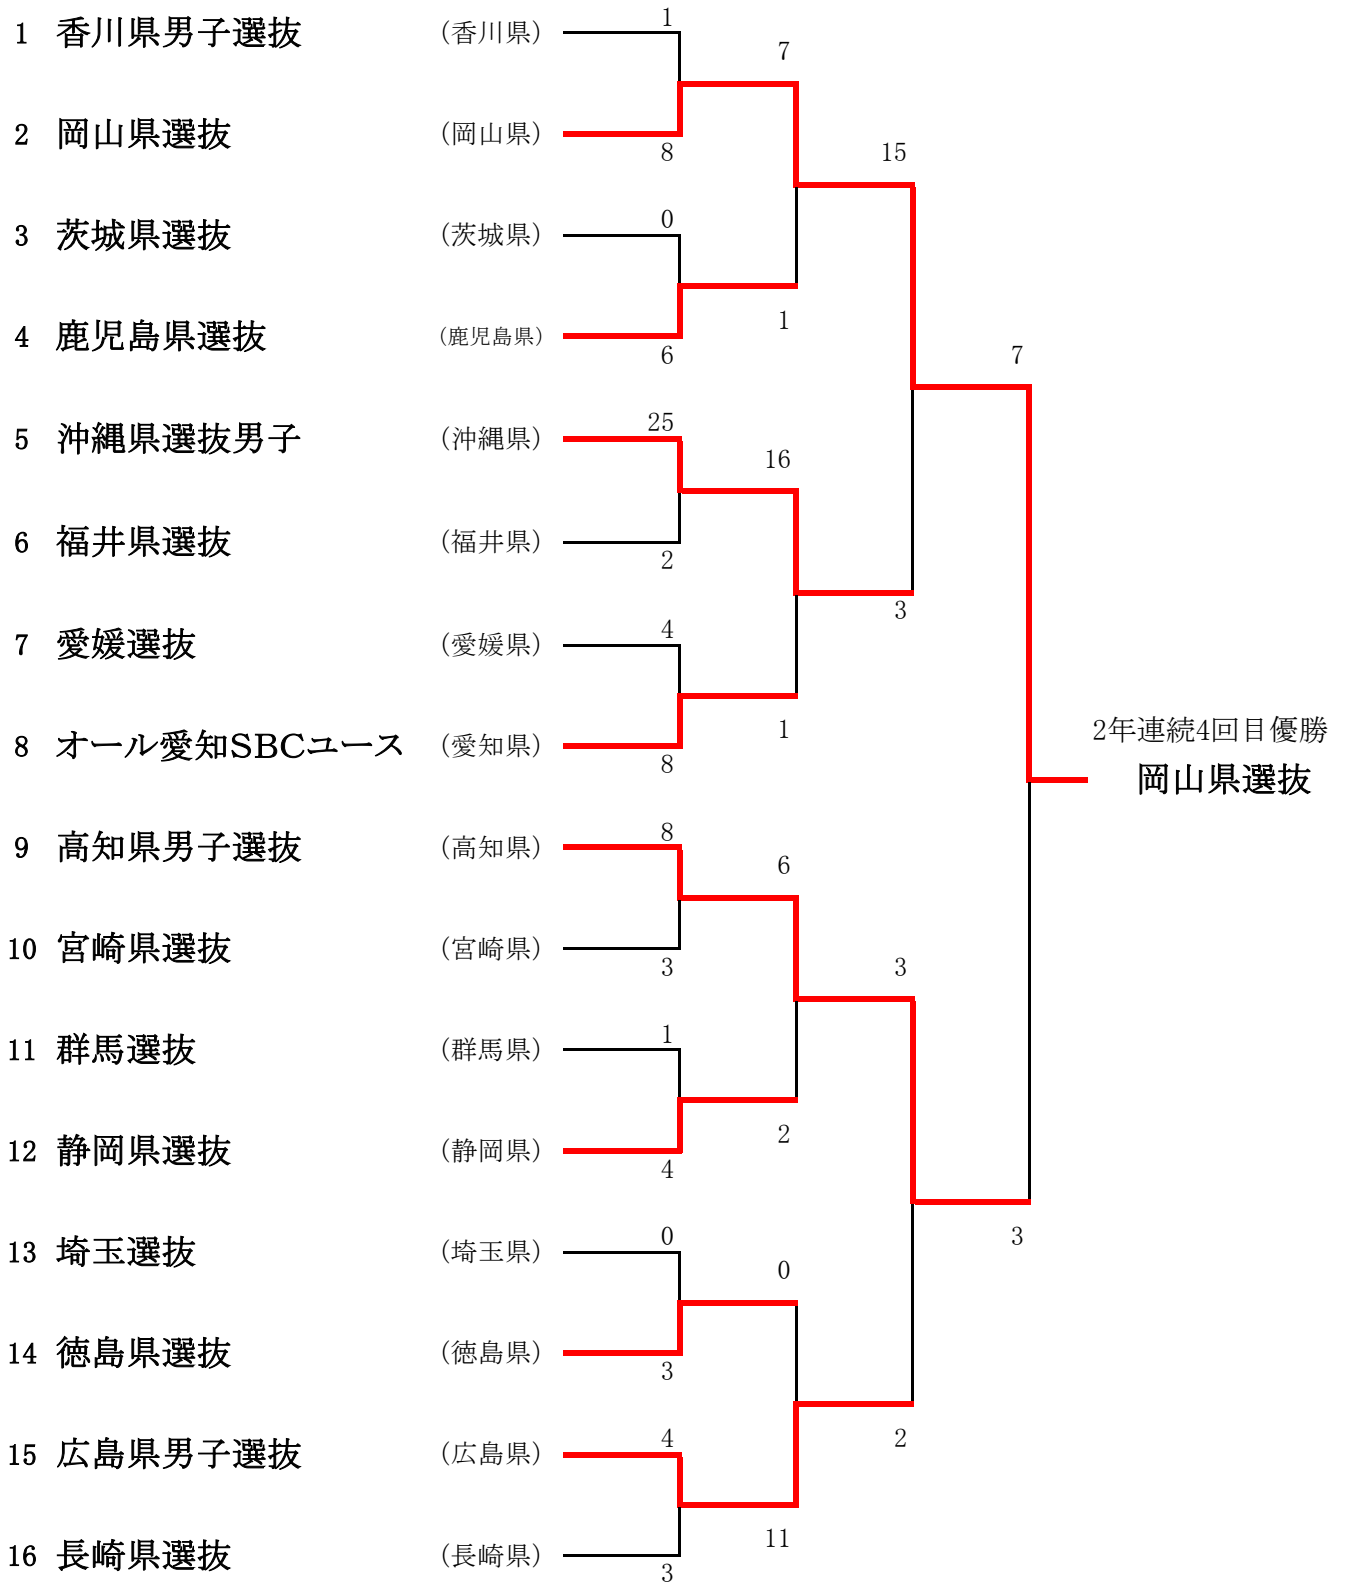 1 香川県男子選抜 (香川県) 1
7
2 岡山県選抜 (岡山県) 8
15
3 茨城県選抜 (茨城県) 0
1
4 鹿児島県選抜 (鹿児島県) 6
7
5 沖縄県選抜男子 (沖縄県) 25
16
6 福井県選抜 (福井県) 2
3
7 愛媛選抜 (愛媛県) 4
1
8 オール愛知SBCユース (愛知県) 8
2年連続4回目優勝
岡山県選抜
9 高知県男子選抜 (高知県) 8
6
10 宮崎県選抜 (宮崎県) 3
3
11 群馬選抜 (群馬県) 1
2
12 静岡県選抜 (静岡県) 4
3
13 埼玉選抜 (埼玉県) 0
0
14 徳島県選抜 (徳島県) 3
2
15 広島県男子選抜 (広島県) 4
11
16 長崎県選抜 (長崎県) 3